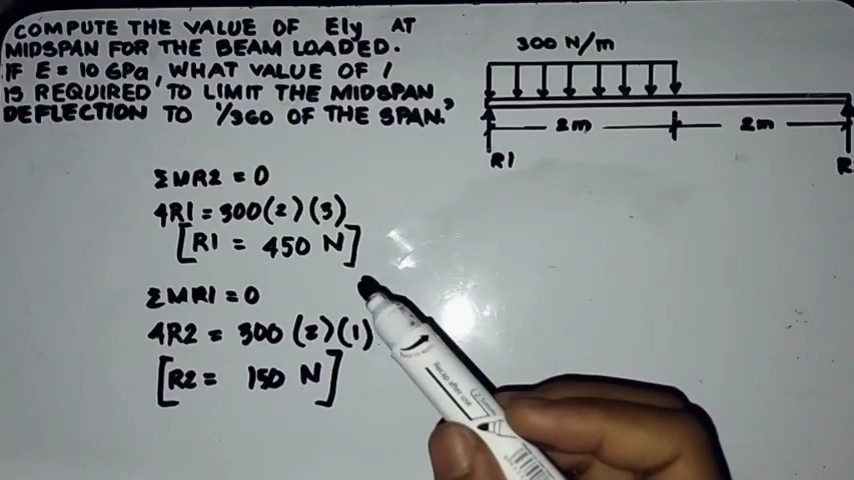 COMPUTE THE VALUE OF EIy AT
MIDSPAN FOR THE BEAM LOADED.
IF E = 10 GPa, WHAT VALUE OF I
IS REQUIRED TO LIMIT THE MIDSPAN
DEFLECTION TO 1/360 OF THE SPAN?
300 N/m
2m
2m
R1
R
ΣMR2 = 0
4R1 = 300(2)(3)
[R1 = 450 N]
ΣMR1 = 0
4R2 = 300 (2)(1)
[R2 = 150 N]